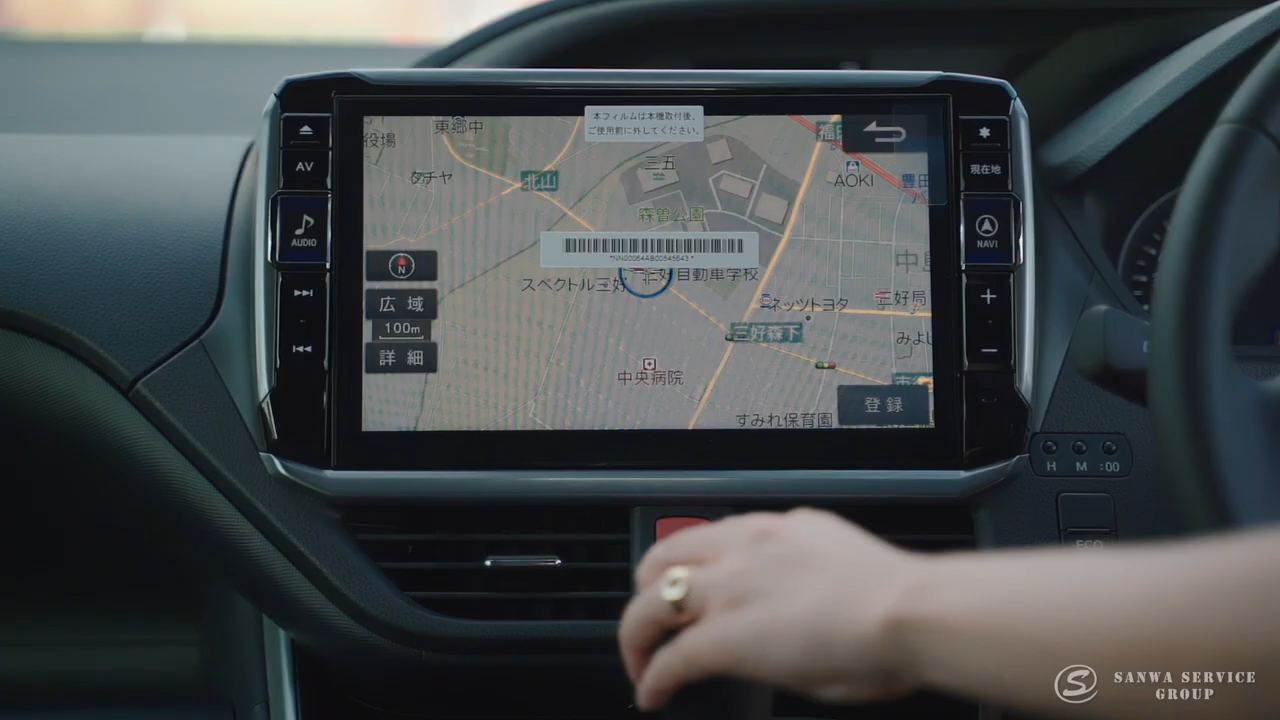 本フィルムは本機取付後、
ご使用前に外してください。
東郷中
役場
タチヤ
北山
三五
AOKI
豊田
森曽公園
*NN00064AB00545643*
スペクトル三好
三好自動車学校
ネッツトヨタ
三好局
みよし
三好森下
中央病院
すみれ保育園
N
広域
100m
詳細
登録
AV
AUDIO
現在地
NAVI
+
−
H M :00
ECO
SANWA SERVICE
GROUP